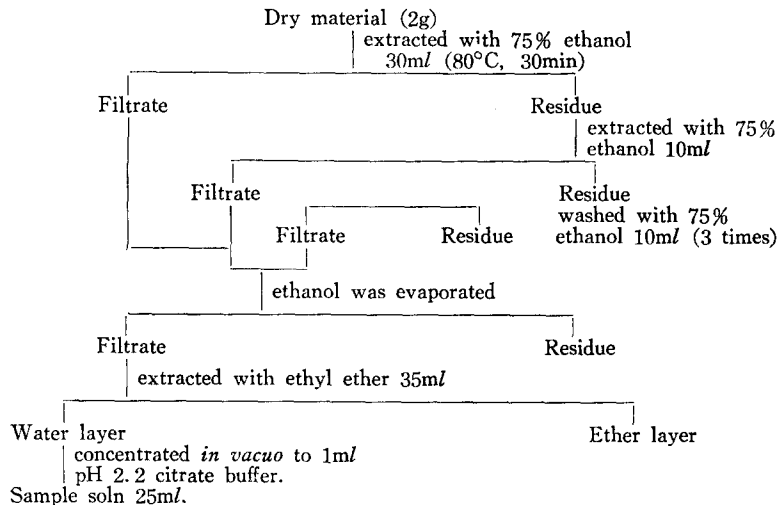 Dry material (2g)
extracted with 75% ethanol
30ml (80°C, 30min)
Filtrate
Residue
extracted with 75%
ethanol 10ml
Filtrate
Residue
washed with 75%
ethanol 10ml (3 times)
Filtrate
Residue
ethanol was evaporated
Filtrate
Residue
extracted with ethyl ether 35ml
Water layer
Ether layer
concentrated in vacuo to 1ml
pH 2.2 citrate buffer.
Sample soln 25ml.